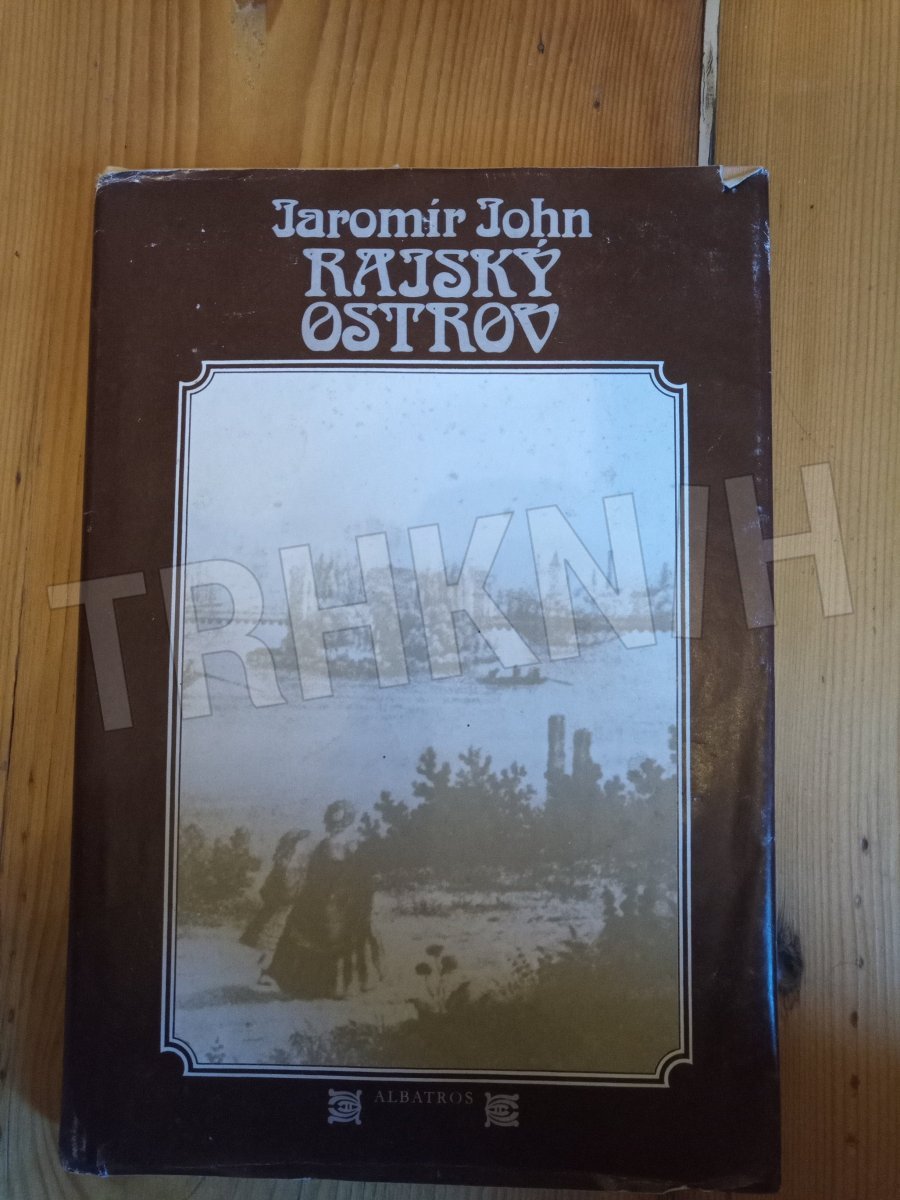 Jaromír John
RAJSKÝ
OSTROV
TRHKNIH
ALBATROS